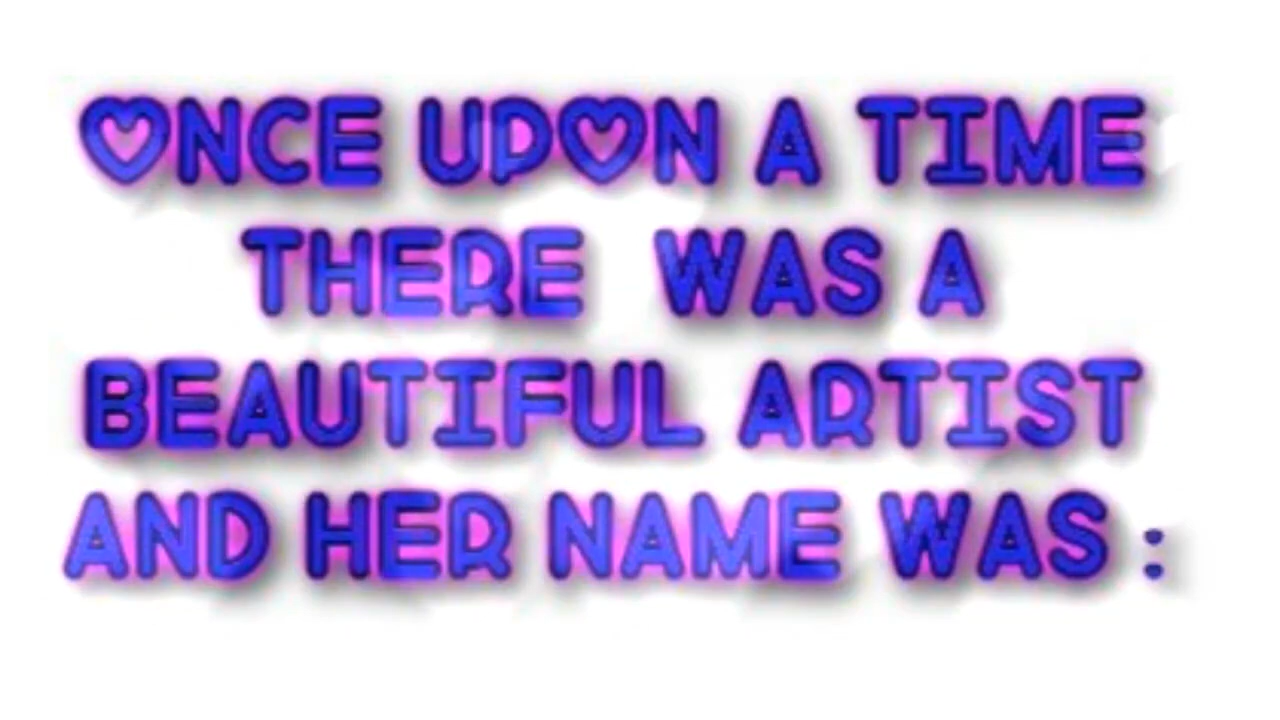 ONCE UPON A TIME
THERE WAS A
BEAUTIFUL ARTIST
AND HER NAME WAS :